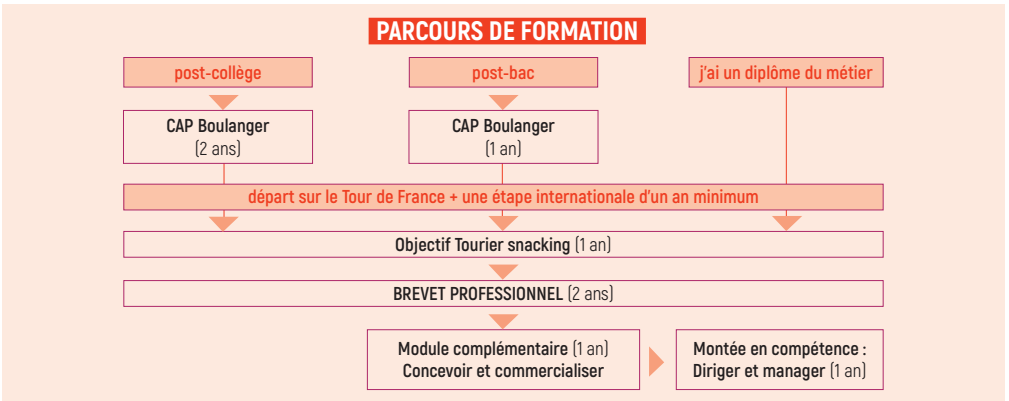 PARCOURS DE FORMATION
post-collège
post-bac
j'ai un diplôme du métier
CAP Boulanger
(2 ans)
CAP Boulanger
(1 an)
départ sur le Tour de France + une étape internationale d'un an minimum
Objectif Tourier snacking (1 an)
BREVET PROFESSIONNEL (2 ans)
Module complémentaire (1 an)
Concevoir et commercialiser
Montée en compétence :
Diriger et manager (1 an)